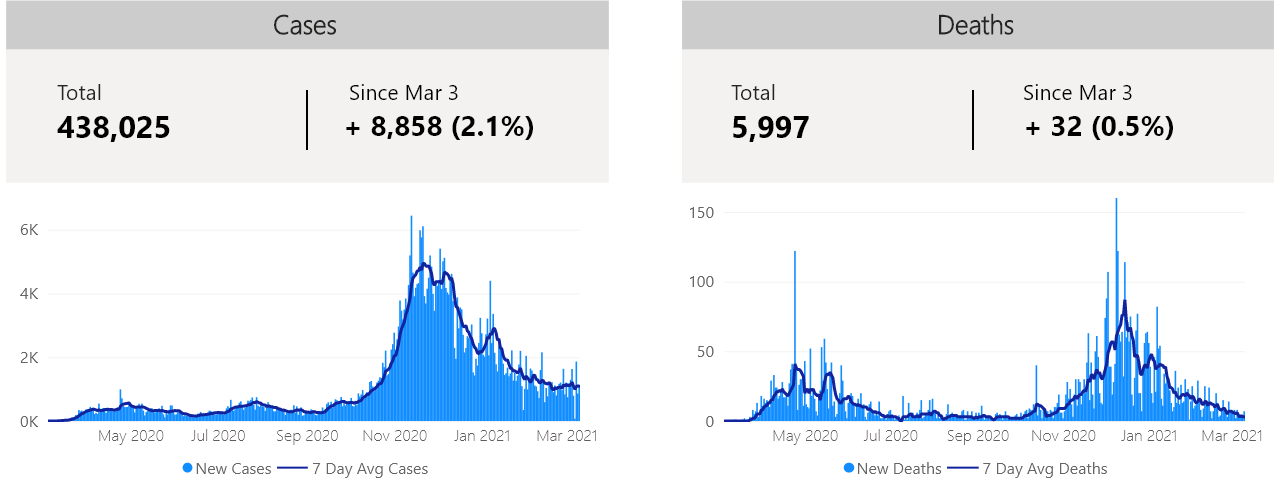 Cases
Total
438,025
Since Mar 3
+ 8,858 (2.1%)
6K
4K
2K
0K
May 2020 Jul 2020 Sep 2020 Nov 2020 Jan 2021 Mar 2021
New Cases 7 Day Avg Cases
Deaths
Total
5,997
Since Mar 3
+ 32 (0.5%)
150
100
50
0
May 2020 Jul 2020 Sep 2020 Nov 2020 Jan 2021 Mar 2021
New Deaths 7 Day Avg Deaths